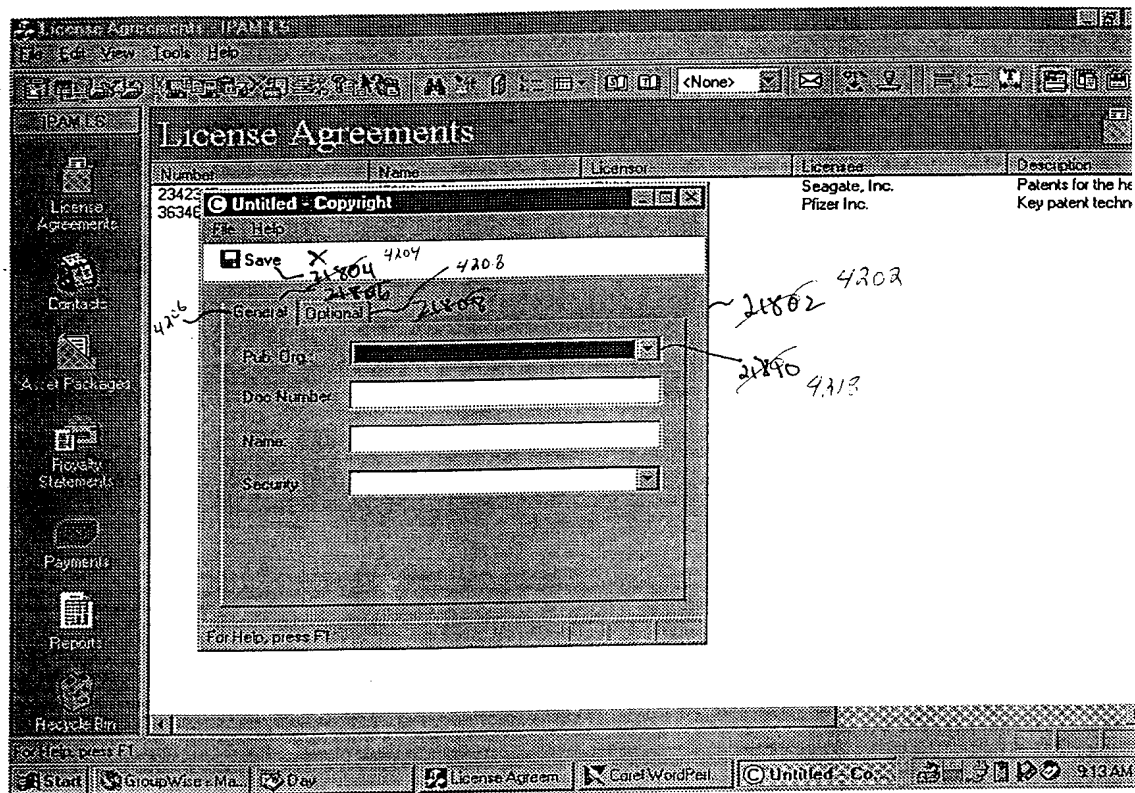 License Agreements - IPAM LS
File Edit View Tools Help
<None>
IPAM LS
License Agreements
Number Name Licensor Licensee Description
23423 Seagate, Inc. Patents for the he
36346 Pfizer Inc. Key patent techn
License
Agreements
Contacts
Asset Packages
Royalty
Statements
Payments
Reports
Recycle Bin
Untitled - Copyright
File Help
Save
21804 4204
21806 4208
21808
4206
General Optional
21802 4202
Pub. Org.:
21890
Doc Number:
Name:
Security:
For Help, press F1
For Help, press F1
Start GroupWise - Ma... Day License Agreem... Corel WordPerf... Untitled - Co... 9:13 AM